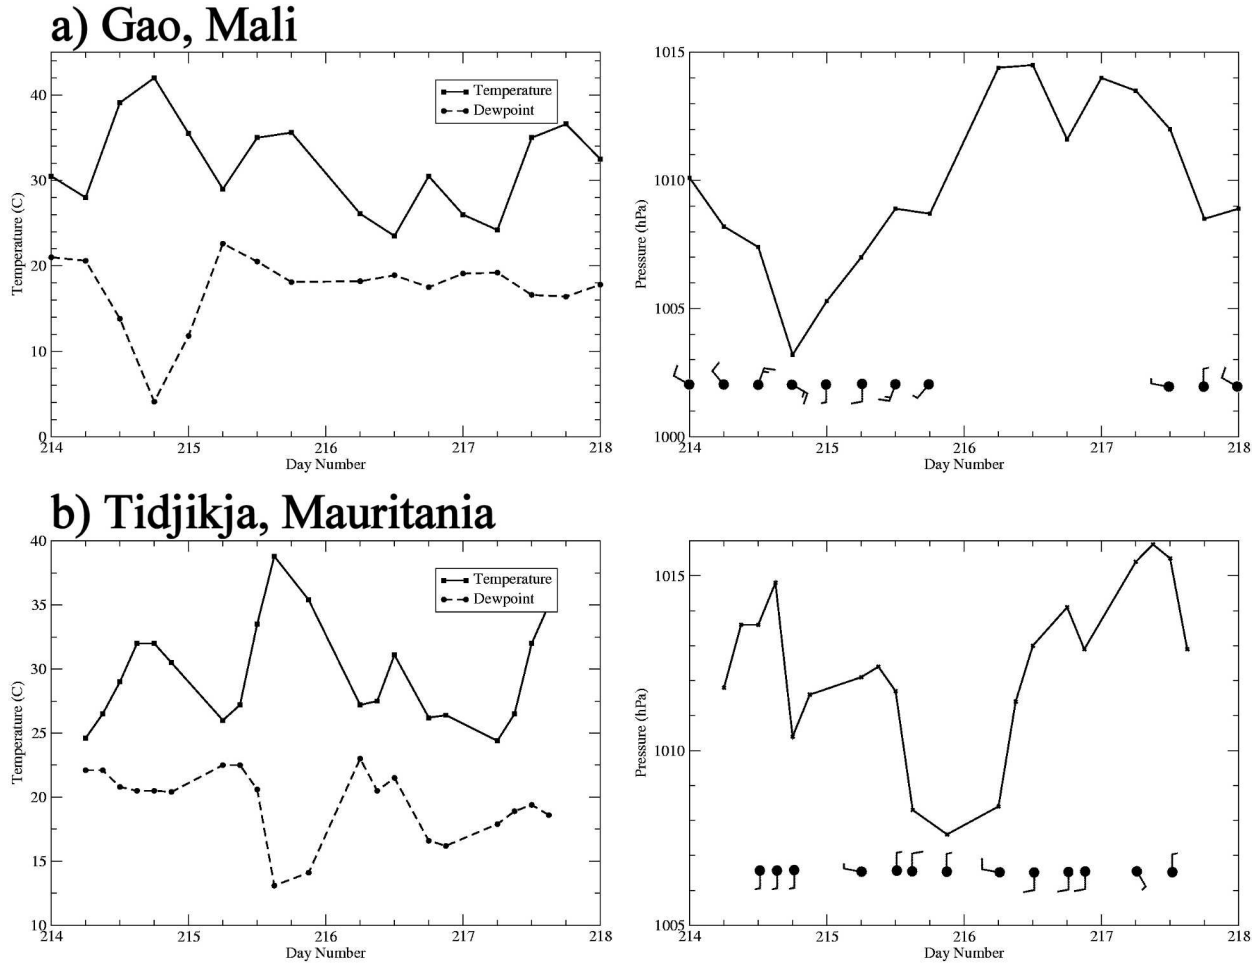 a) Gao, Mali
40
30
20
10
0
Temperature (C)
Temperature
Dewpoint
214 215 216 217 218
Day Number
1015
1010
1005
1000
Pressure (hPa)
214 215 216 217 218
Day Number
b) Tidjikja, Mauritania
40
35
30
25
20
15
10
Temperature (C)
Temperature
Dewpoint
214 215 216 217 218
Day Number
1015
1010
1005
Pressure (hPa)
214 215 216 217 218
Day Number